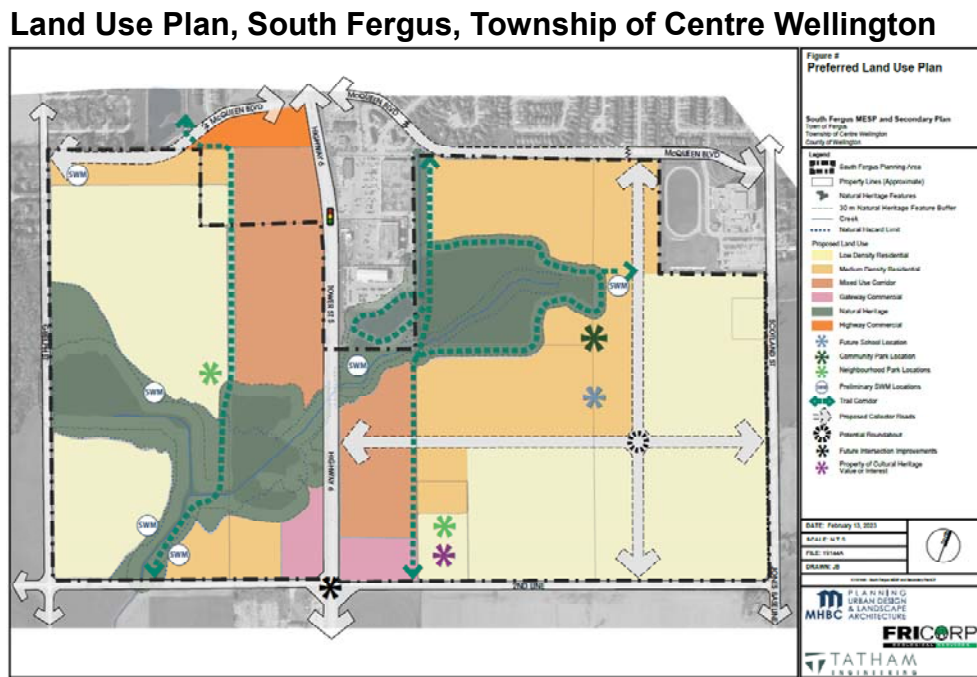 Land Use Plan, South Fergus, Township of Centre Wellington
Figure #
Preferred Land Use Plan
South Fergus MESP and Secondary Plan
Town of Fergus
Township of Centre Wellington
County of Wellington
Legend
South Fergus Planning Area
Property Lines (Approximate)
Natural Heritage Features
30 m Natural Heritage Feature Buffer
Creek
Natural Hazard Limit
Proposed Land Use
Low Density Residential
Medium Density Residential
Mixed Use Corridor
Gateway Commercial
Natural Heritage
Highway Commercial
Future School Location
Community Park Location
Neighbourhood Park Locations
Preliminary SWM Locations
Trail Corridor
Proposed Collector Roads
Potential Roundabout
Future Intersection Improvements
Property of Cultural Heritage
Value or Interest
DATE: February 13, 2023
SCALE: N.T.S
DRAWN: JB
PLANNING
URBAN DESIGN
& LANDSCAPE
ARCHITECTURE
MHBC
FRICORP
TATHAM
ENGINEERING
McQUEEN BLVD
McQUEEN BLVD
McQUEEN BLVD
HIGHWAY 6
TOWER ST S
HIGHWAY 6
SCOTLAND ST
2ND LINE
SWM
SWM
SWM
SWM
SWM
SWM